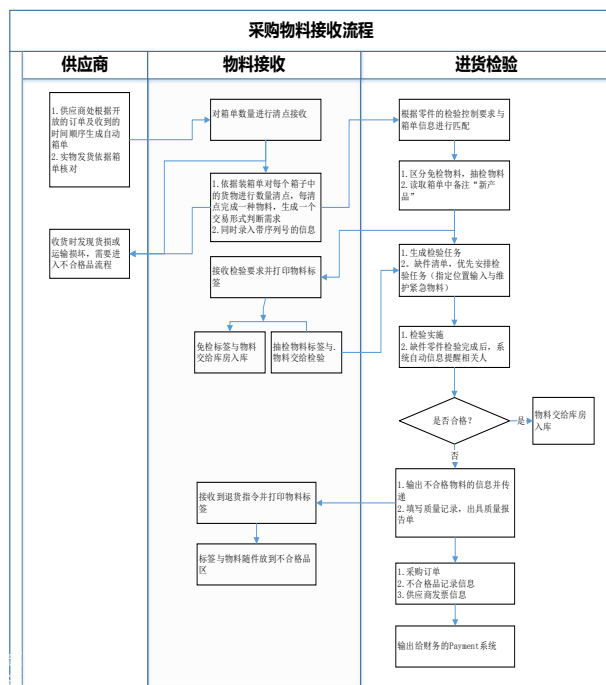 采购物料接收流程
供应商
物料接收
进货检验
1.供应商处根据开
放的订单及收到的
时间顺序生成自动
箱单
2.实物发货依据箱
单核对
对箱单数量进行清点接收
根据零件的检验控制要求与
箱单信息进行匹配
1.区分免检物料，抽检物料
2.读取箱单中备注“新产
品”
1.依据装箱单对每个箱子中
的货物进行数量清点，每清
点完成一种物料，生成一个
交易形式判断需求
2.同时录入带序列号的信息
收货时发现货损或
运输损坏，需要进
入不合格品流程
接收检验要求并打印物料标
签
1.生成检验任务
2、缺件清单，优先安排检
验任务（指定位置输入与维
护紧急物料）
免检标签与物料
交给库房入库
抽检物料标签与.
物料交给检验
1.检验实施
2.缺件零件检验完成后，系
统自动信息提醒相关人
是否合格？
是
物料交给库房
入库
否
1.输出不合格物料的信息并传
递
2.填写质量记录，出具质量报
告单
接收到退货指令并打印物料标
签
标签与物料随件放到不合格品
区
1.采购订单
2.不合格品记录信息
3.供应商发票信息
输出给财务的Payment系统